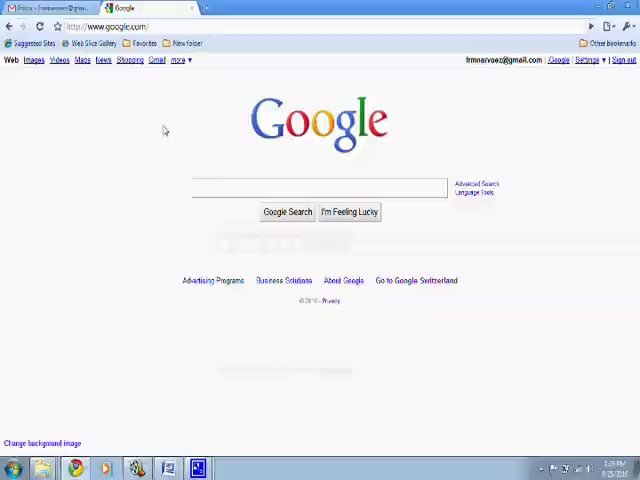 Google
http://www.google.com/
Suggested Sites Web Slice Gallery Favorites New folder Other bookmarks
Web Images Videos Maps News Shopping Gmail more ▼ frmnarvaez@gmail.com | iGoogle | Settings ▼ | Sign out
Google
Advanced Search
Language Tools
Google Search I'm Feeling Lucky
Advertising Programs Business Solutions About Google Go to Google Switzerland
© 2010 - Privacy
Change background image